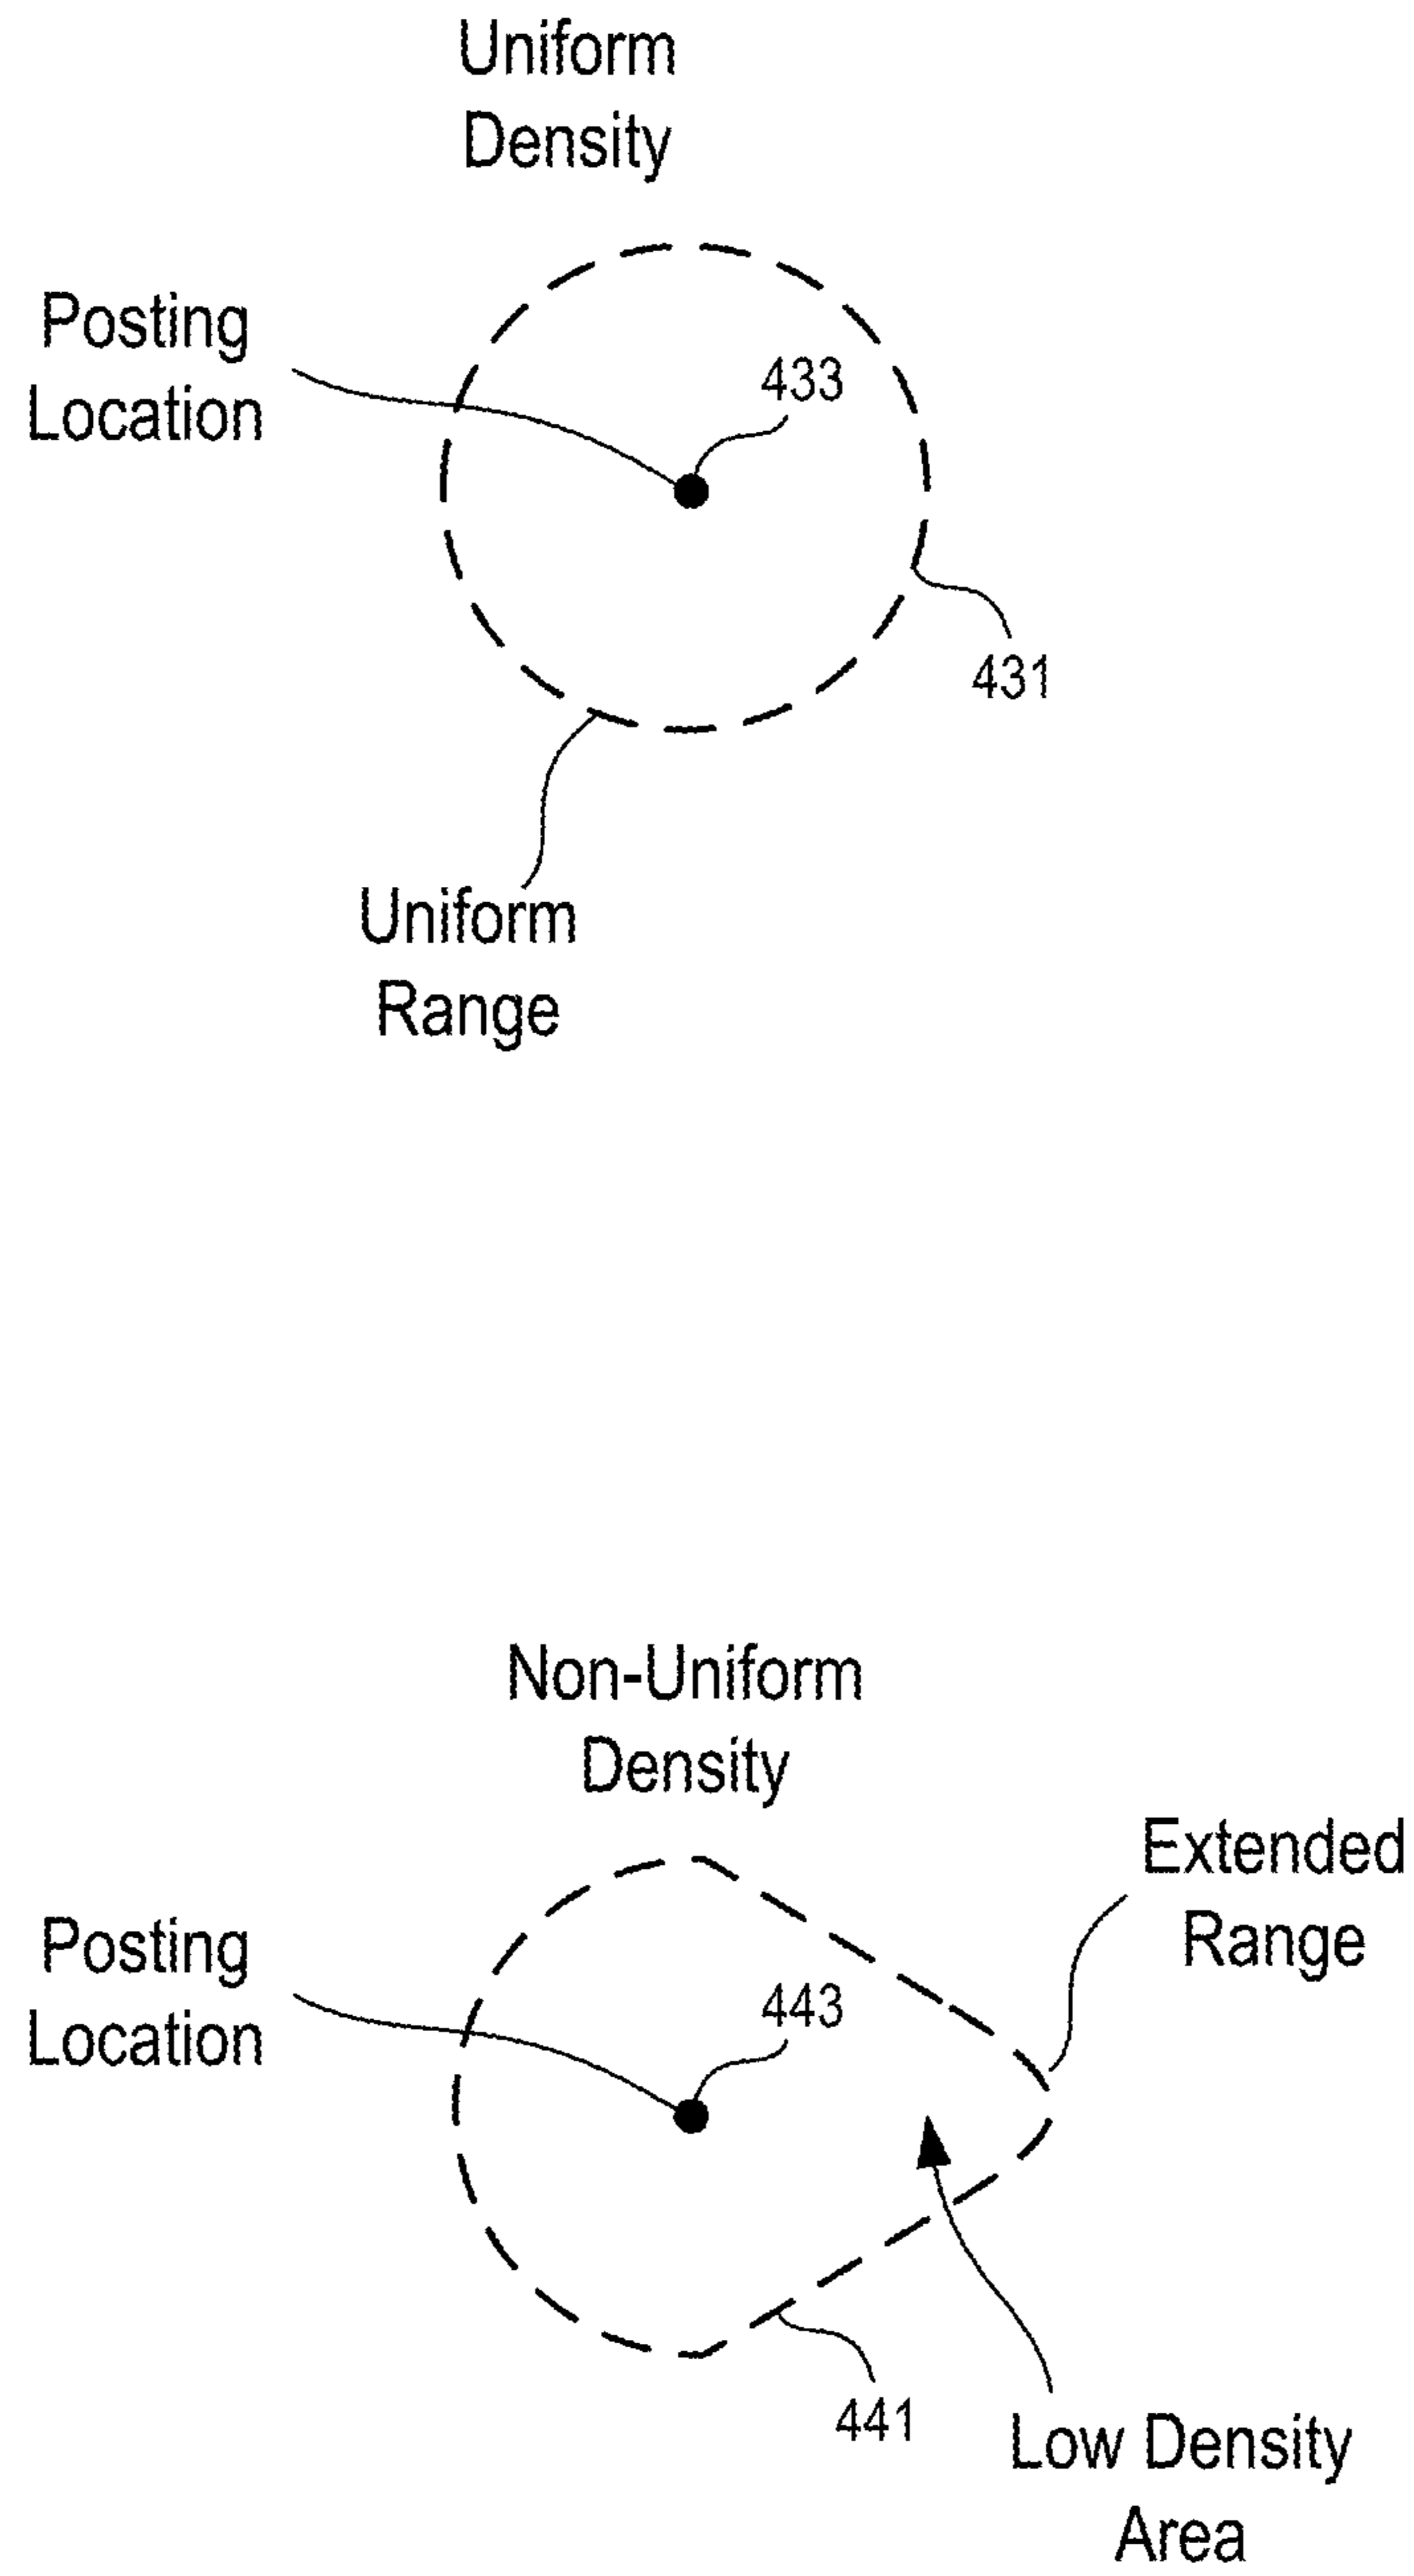 Uniform
Density
Posting
Location
433
431
Uniform
Range
Non-Uniform
Density
Extended
Range
Posting
Location
443
441
Low Density
Area